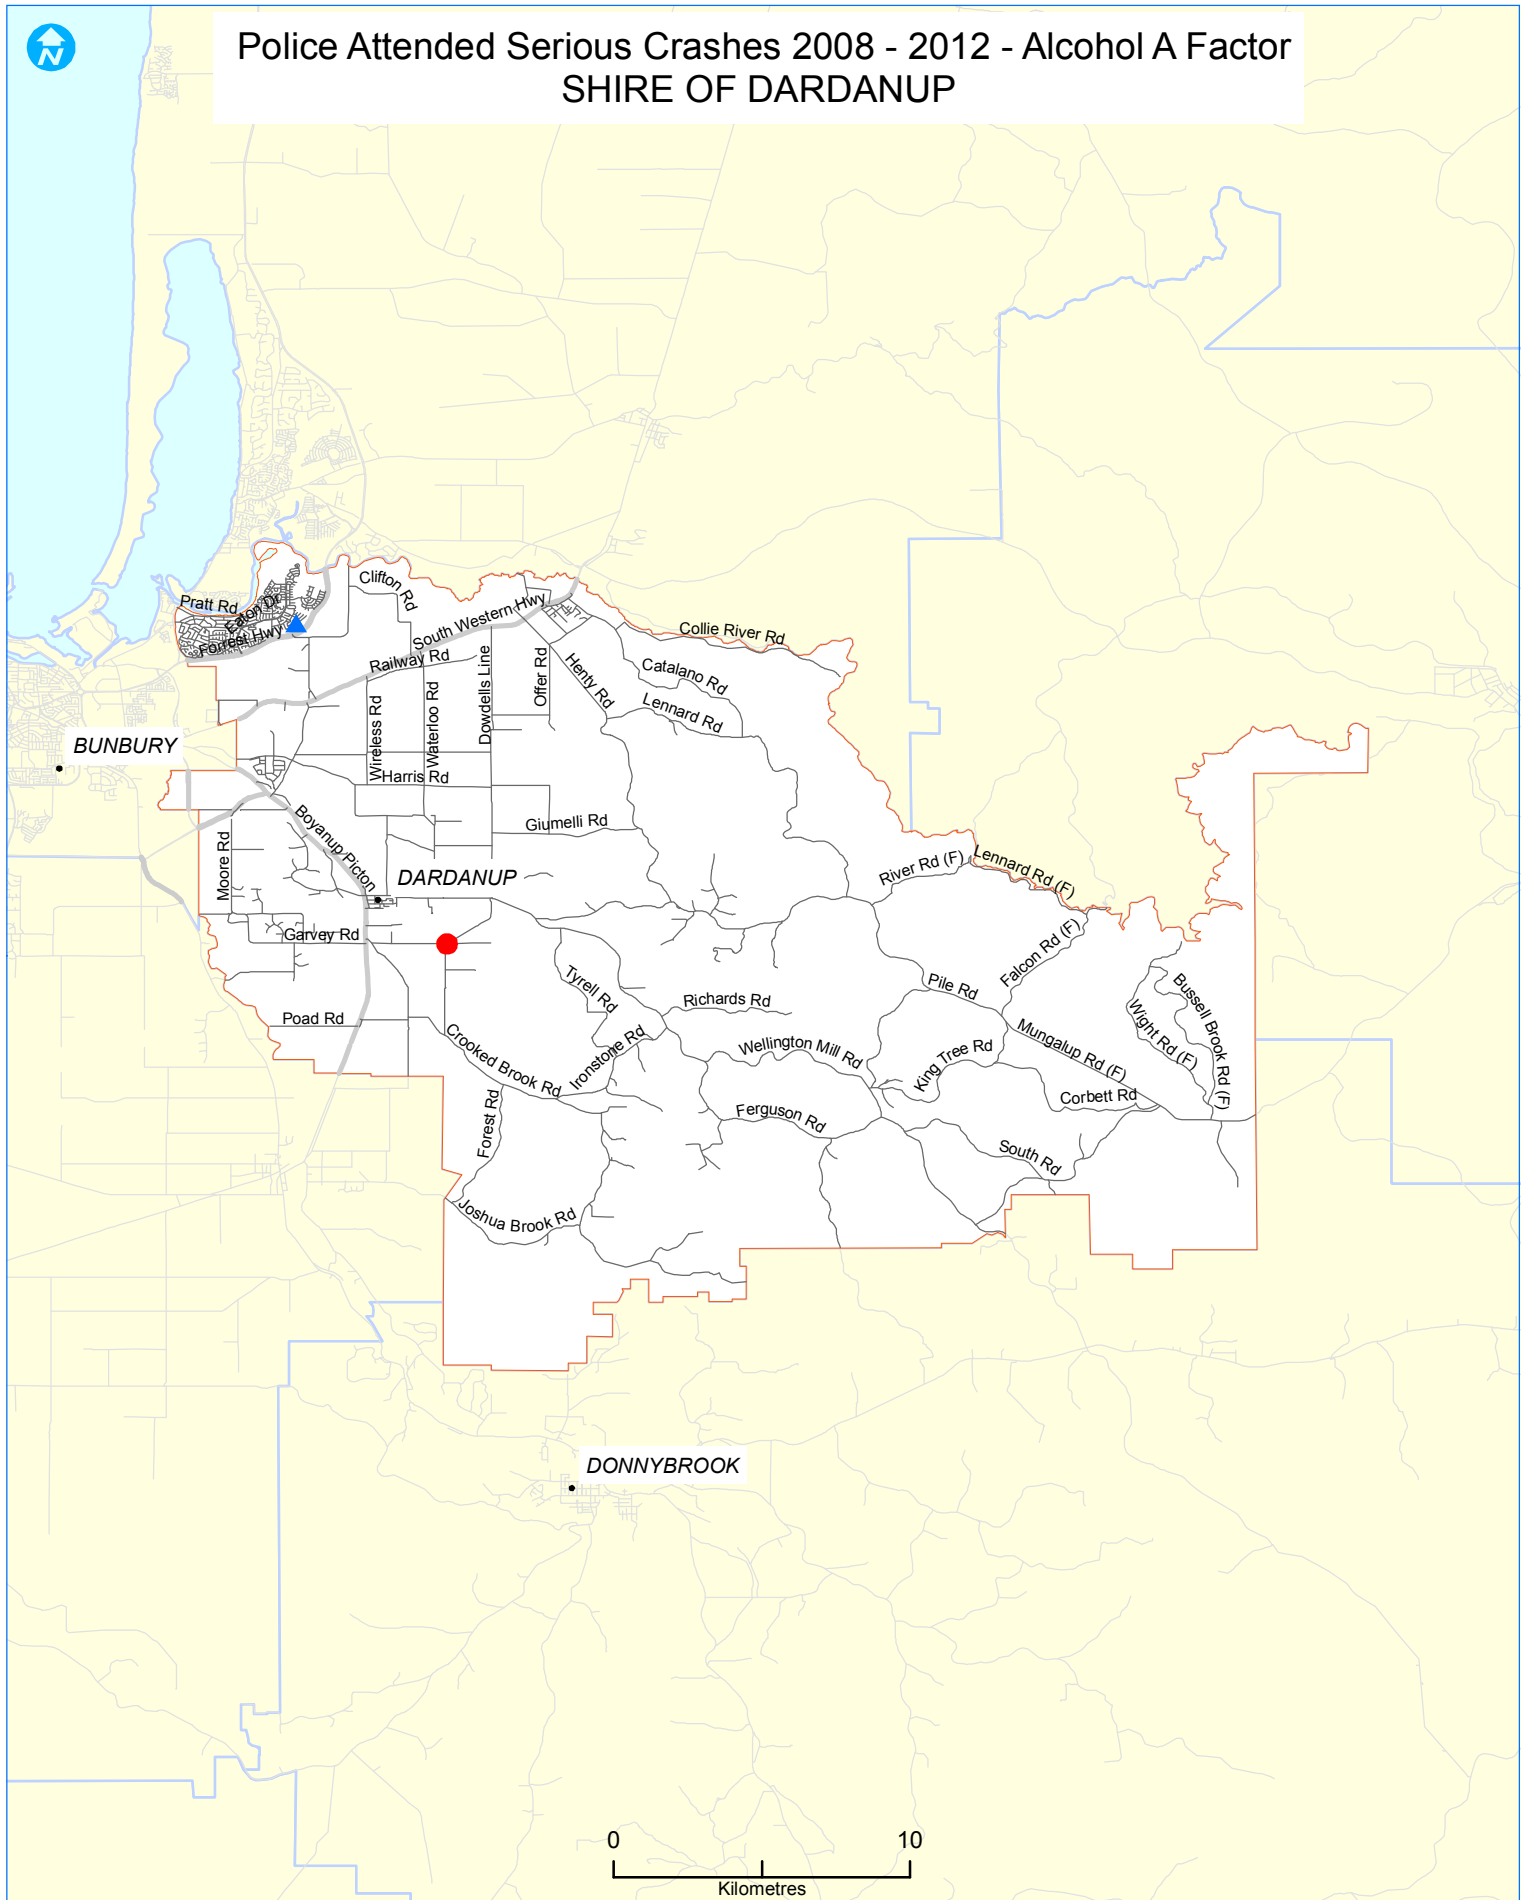 N
Police Attended Serious Crashes 2008 - 2012 - Alcohol A Factor
SHIRE OF DARDANUP
Clifton Rd
Pratt Rd
Eaton Dr
Forrest Hwy
South Western Hwy
Collie River Rd
Railway Rd
Catalano Rd
Henty Rd
Offer Rd
Dowdells Line
Lennard Rd
Wireless Rd
Waterloo Rd
BUNBURY
Harris Rd
Giumelli Rd
Boyanup Picton
Moore Rd
DARDANUP
River Rd (F)
Lennard Rd (F)
Garvey Rd
Falcon Rd (F)
Tyrell Rd
Pile Rd
Richards Rd
Bussell Brook Rd (F)
Wight Rd (F)
Poad Rd
Crooked Brook Rd
Ironstone Rd
Wellington Mill Rd
King Tree Rd
Mungalup Rd (F)
Corbett Rd
Forest Rd
Ferguson Rd
South Rd
Joshua Brook Rd
DONNYBROOK
0 10
Kilometres